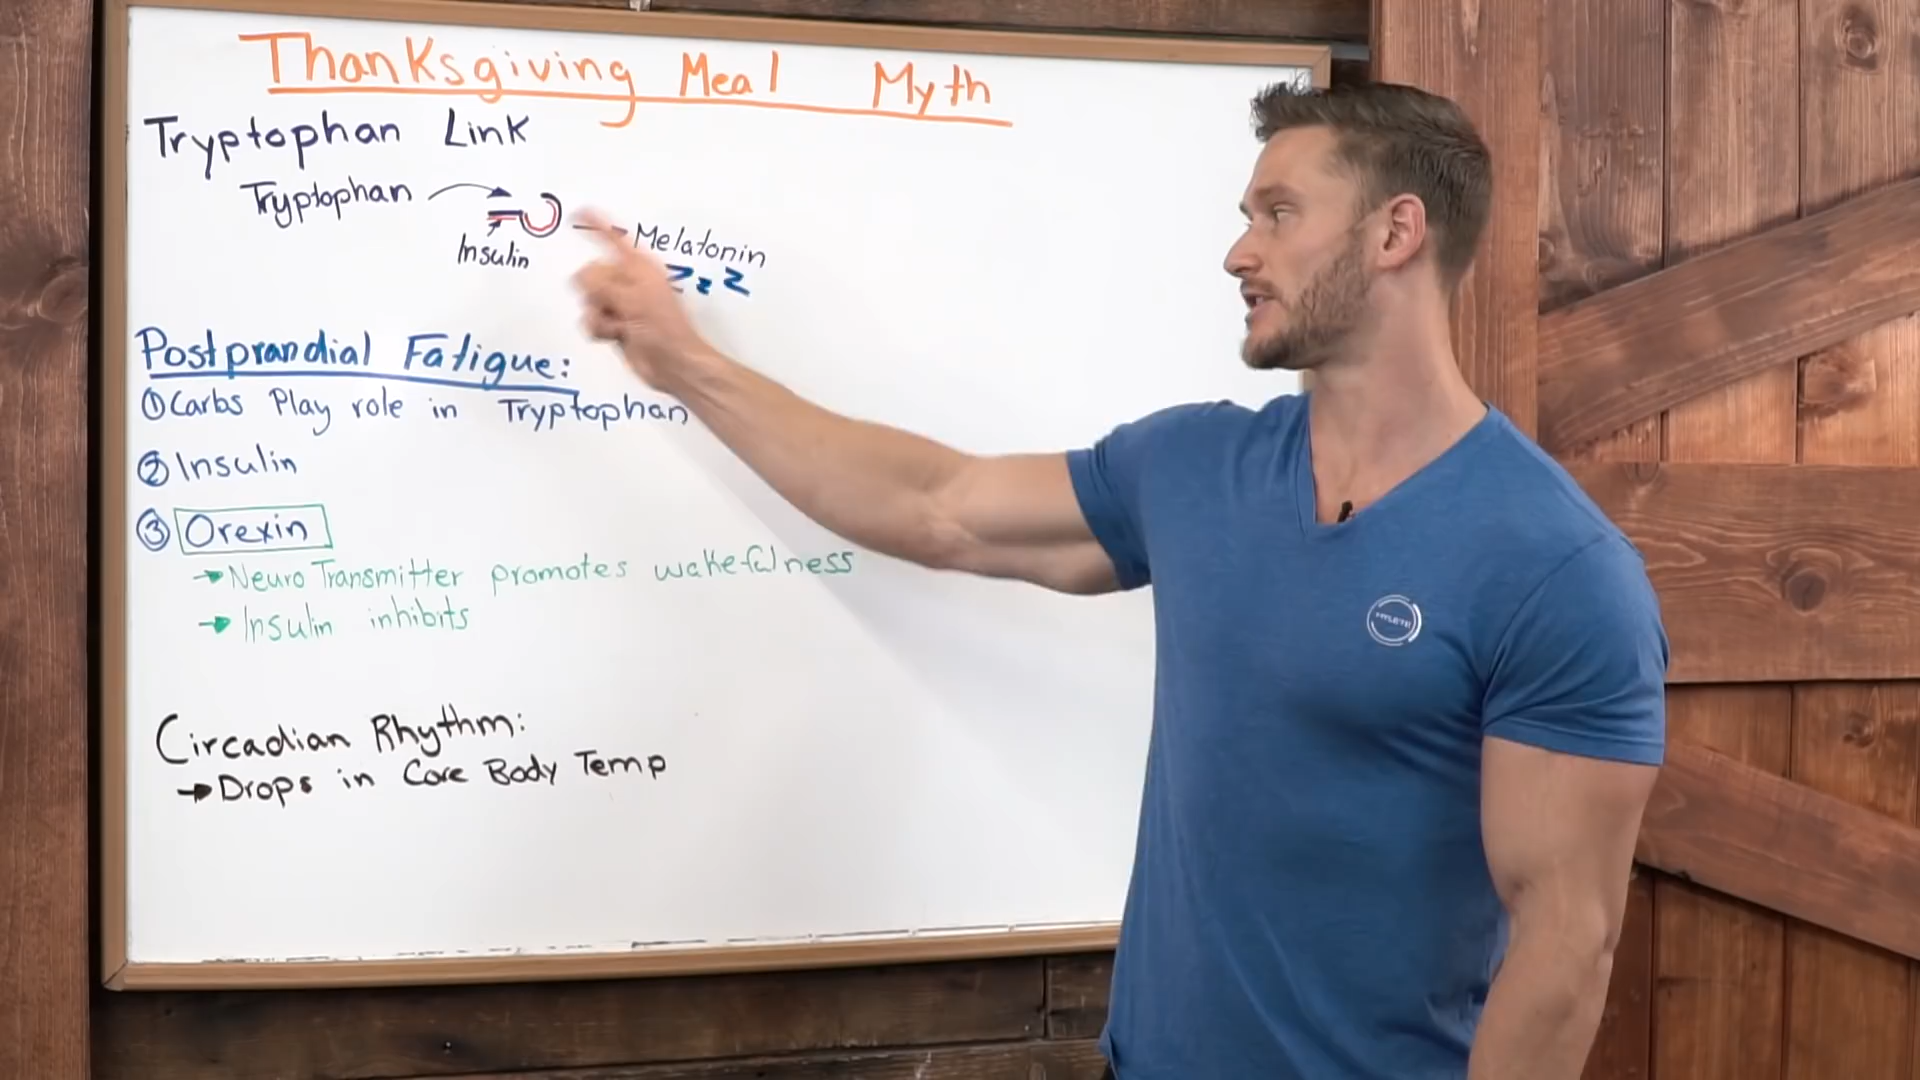 Thanksgiving Meal Myth
Tryptophan Link
Tryptophan
Insulin
Melatonin
Z z Z
Postprandial Fatigue:
① Carbs Play role in Tryptophan
② Insulin
③ Orexin
→ Neuro Transmitter promotes wakefulness
→ Insulin inhibits
Circadian Rhythm:
→ Drops in Core Body Temp